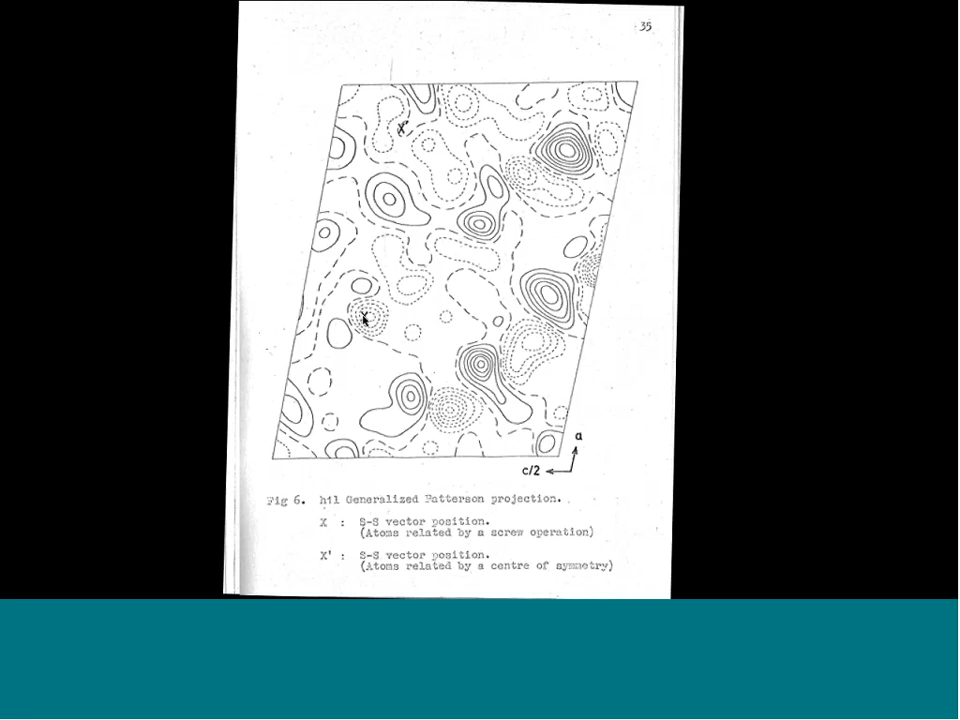 35
X'
X
a
c/2
Fig 6. h1l Generalized Patterson projection.
X : S-S vector position.
(Atoms related by a screw operation)
X' : S-S vector position.
(Atoms related by a centre of symmetry)